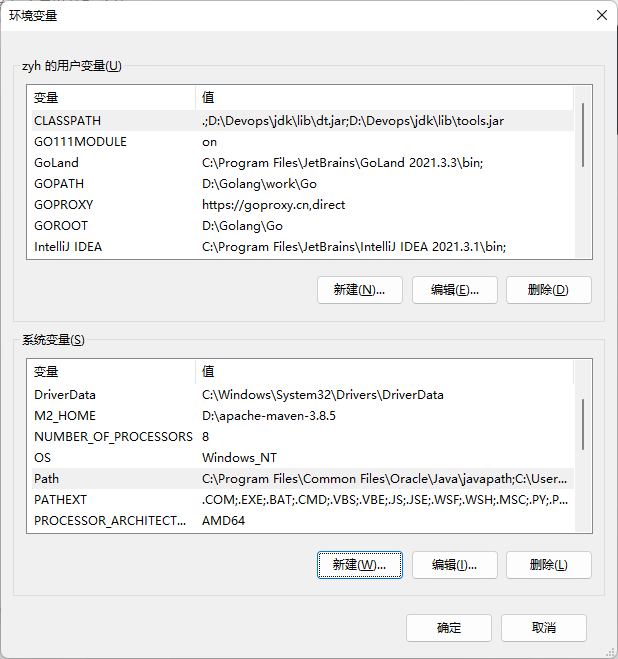 环境变量
zyh 的用户变量(U)
变量 值
CLASSPATH .;D:\Devops\jdk\lib\dt.jar;D:\Devops\jdk\lib\tools.jar
GO111MODULE on
GoLand C:\Program Files\JetBrains\GoLand 2021.3.3\bin;
GOPATH D:\Golang\work\Go
GOPROXY https://goproxy.cn,direct
GOROOT D:\Golang\Go
IntelliJ IDEA C:\Program Files\JetBrains\IntelliJ IDEA 2021.3.1\bin;
新建(N)... 编辑(E)... 删除(D)
系统变量(S)
变量 值
DriverData C:\Windows\System32\Drivers\DriverData
M2_HOME D:\apache-maven-3.8.5
NUMBER_OF_PROCESSORS 8
OS Windows_NT
Path C:\Program Files\Common Files\Oracle\Java\javapath;C:\User...
PATHEXT .COM;.EXE;.BAT;.CMD;.VBS;.VBE;.JS;.JSE;.WSF;.WSH;.MSC;.PY;.P...
PROCESSOR_ARCHITECT... AMD64
新建(W)... 编辑(I)... 删除(L)
确定 取消